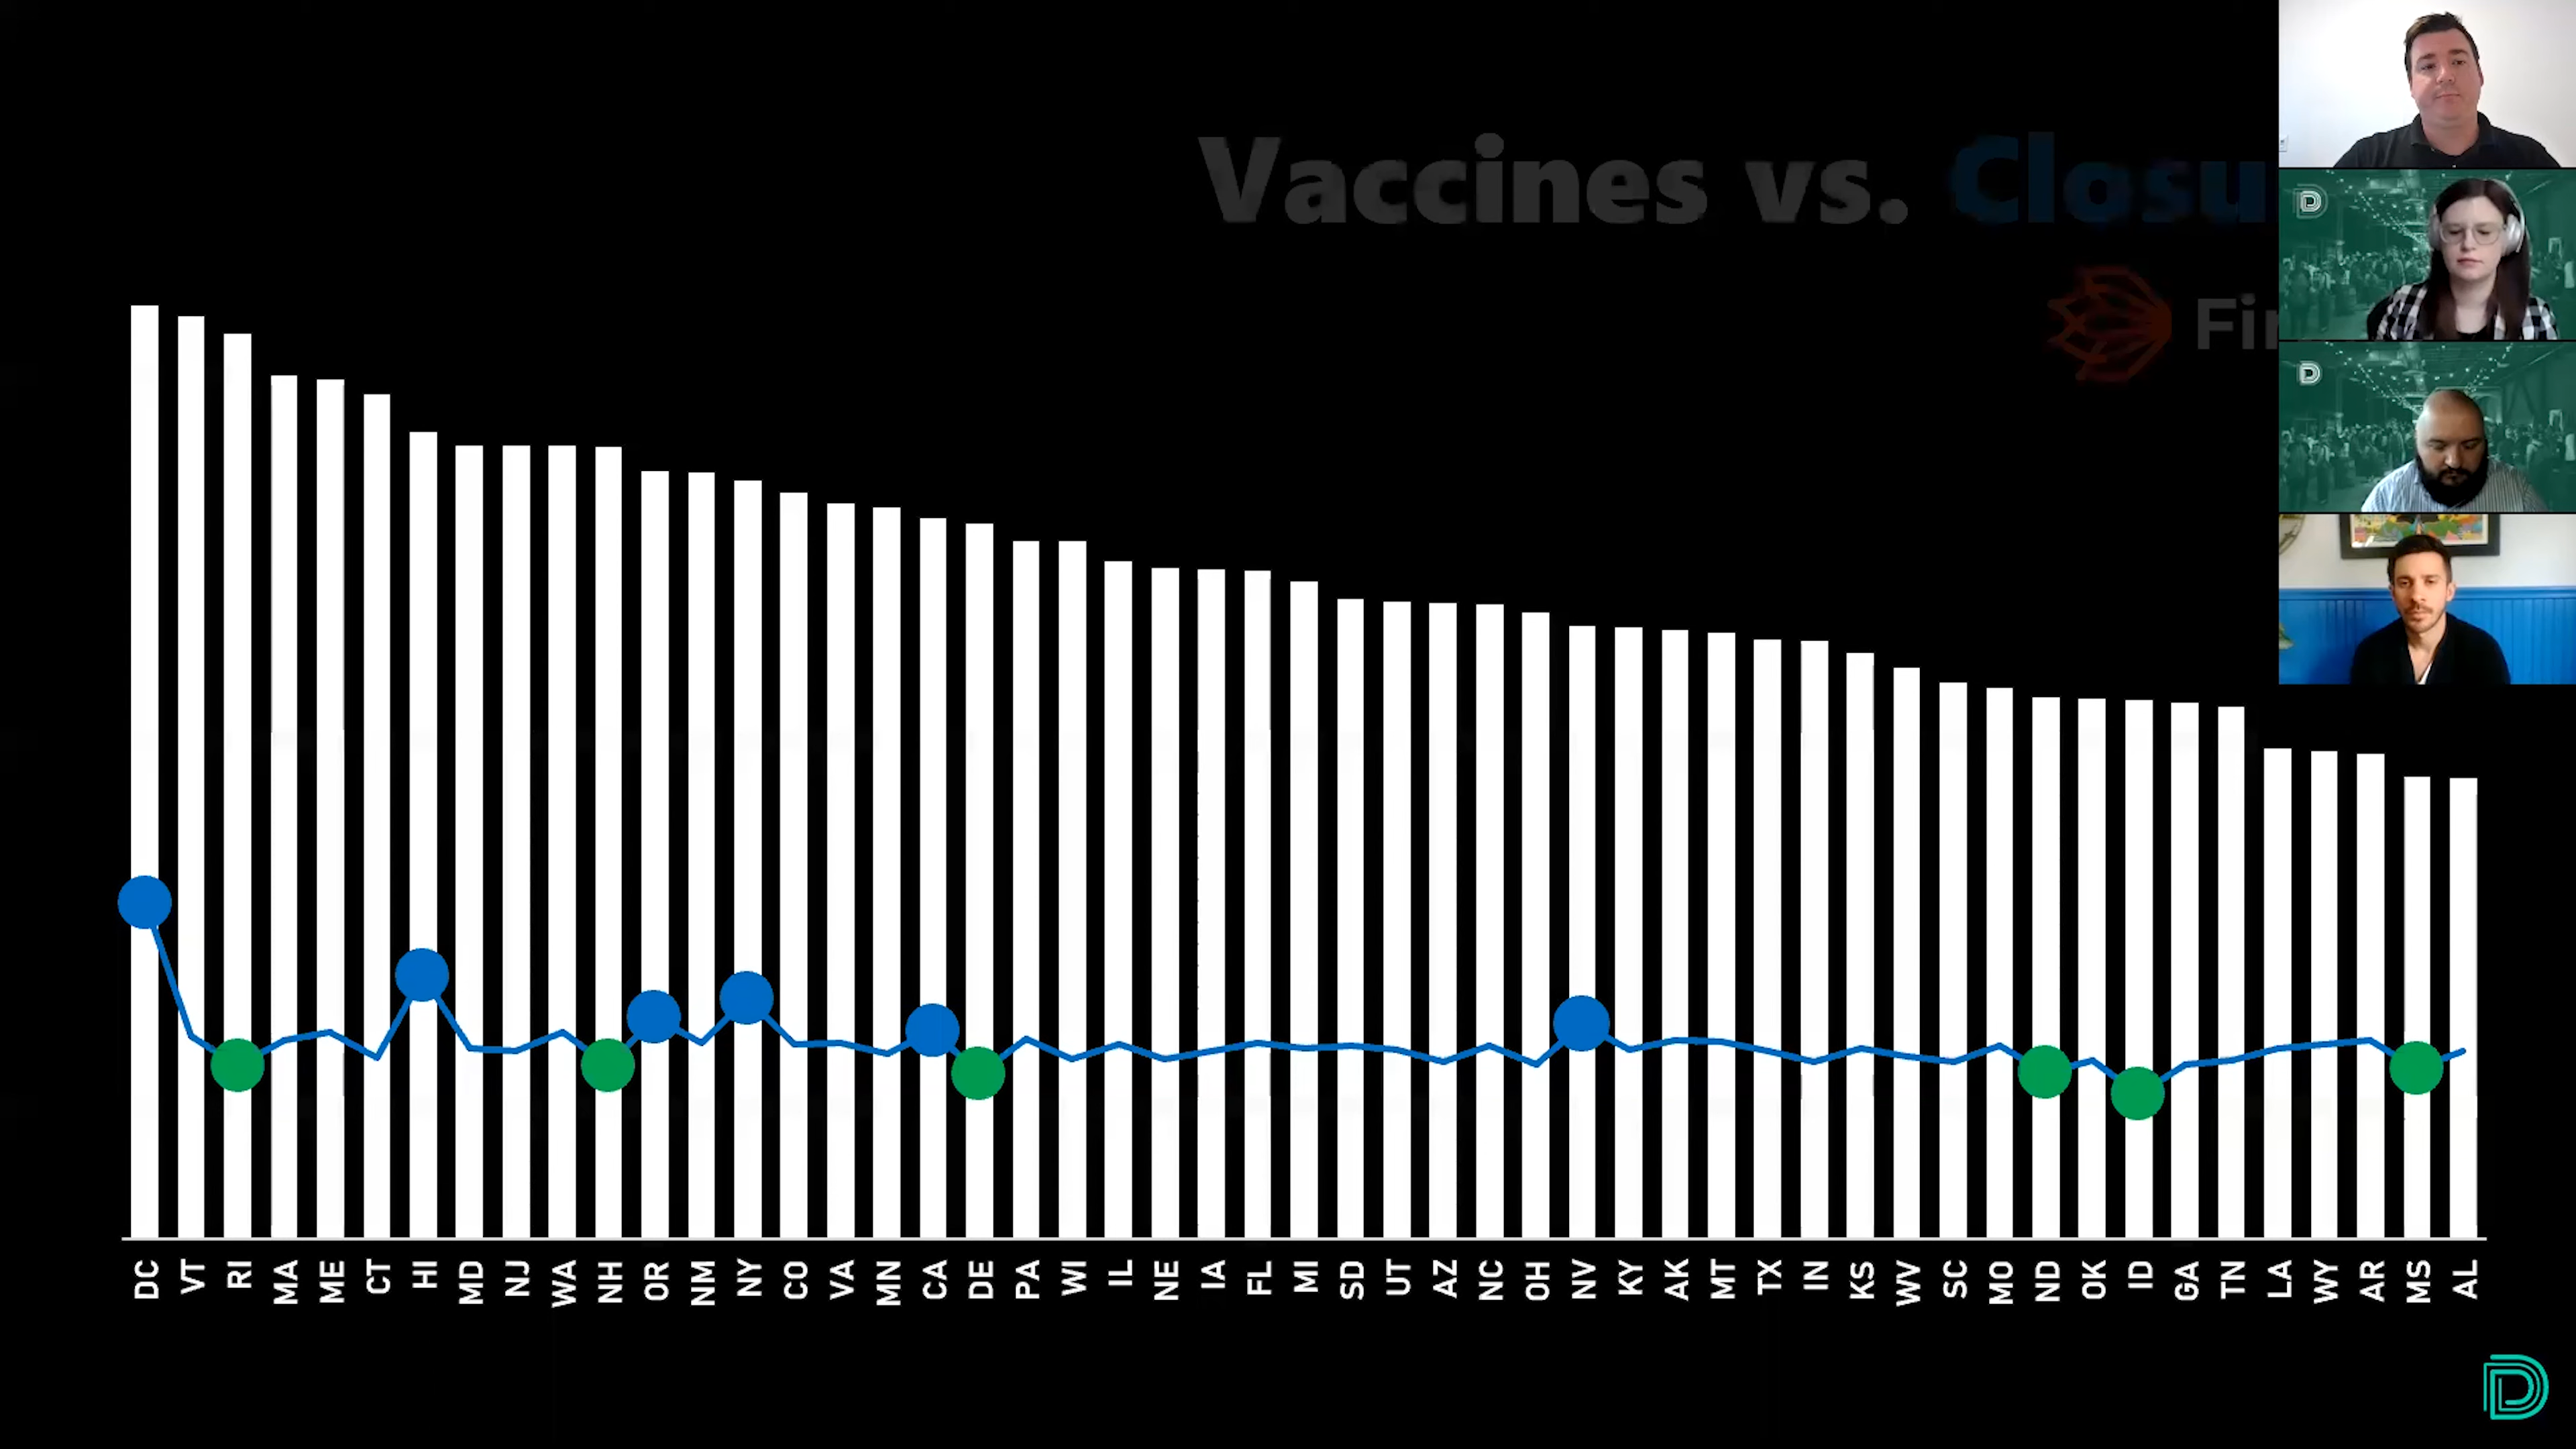 Vaccines vs. Closu
Fir
DC VT RI MA ME CT HI MD NJ WA NH OR NM NY CO VA MN CA DE PA WI IL NE IA FL MI SD UT AZ NC OH NV KY AK MT TX IN KS WV SC MO ND OK ID GA TN LA WY AR MS AL